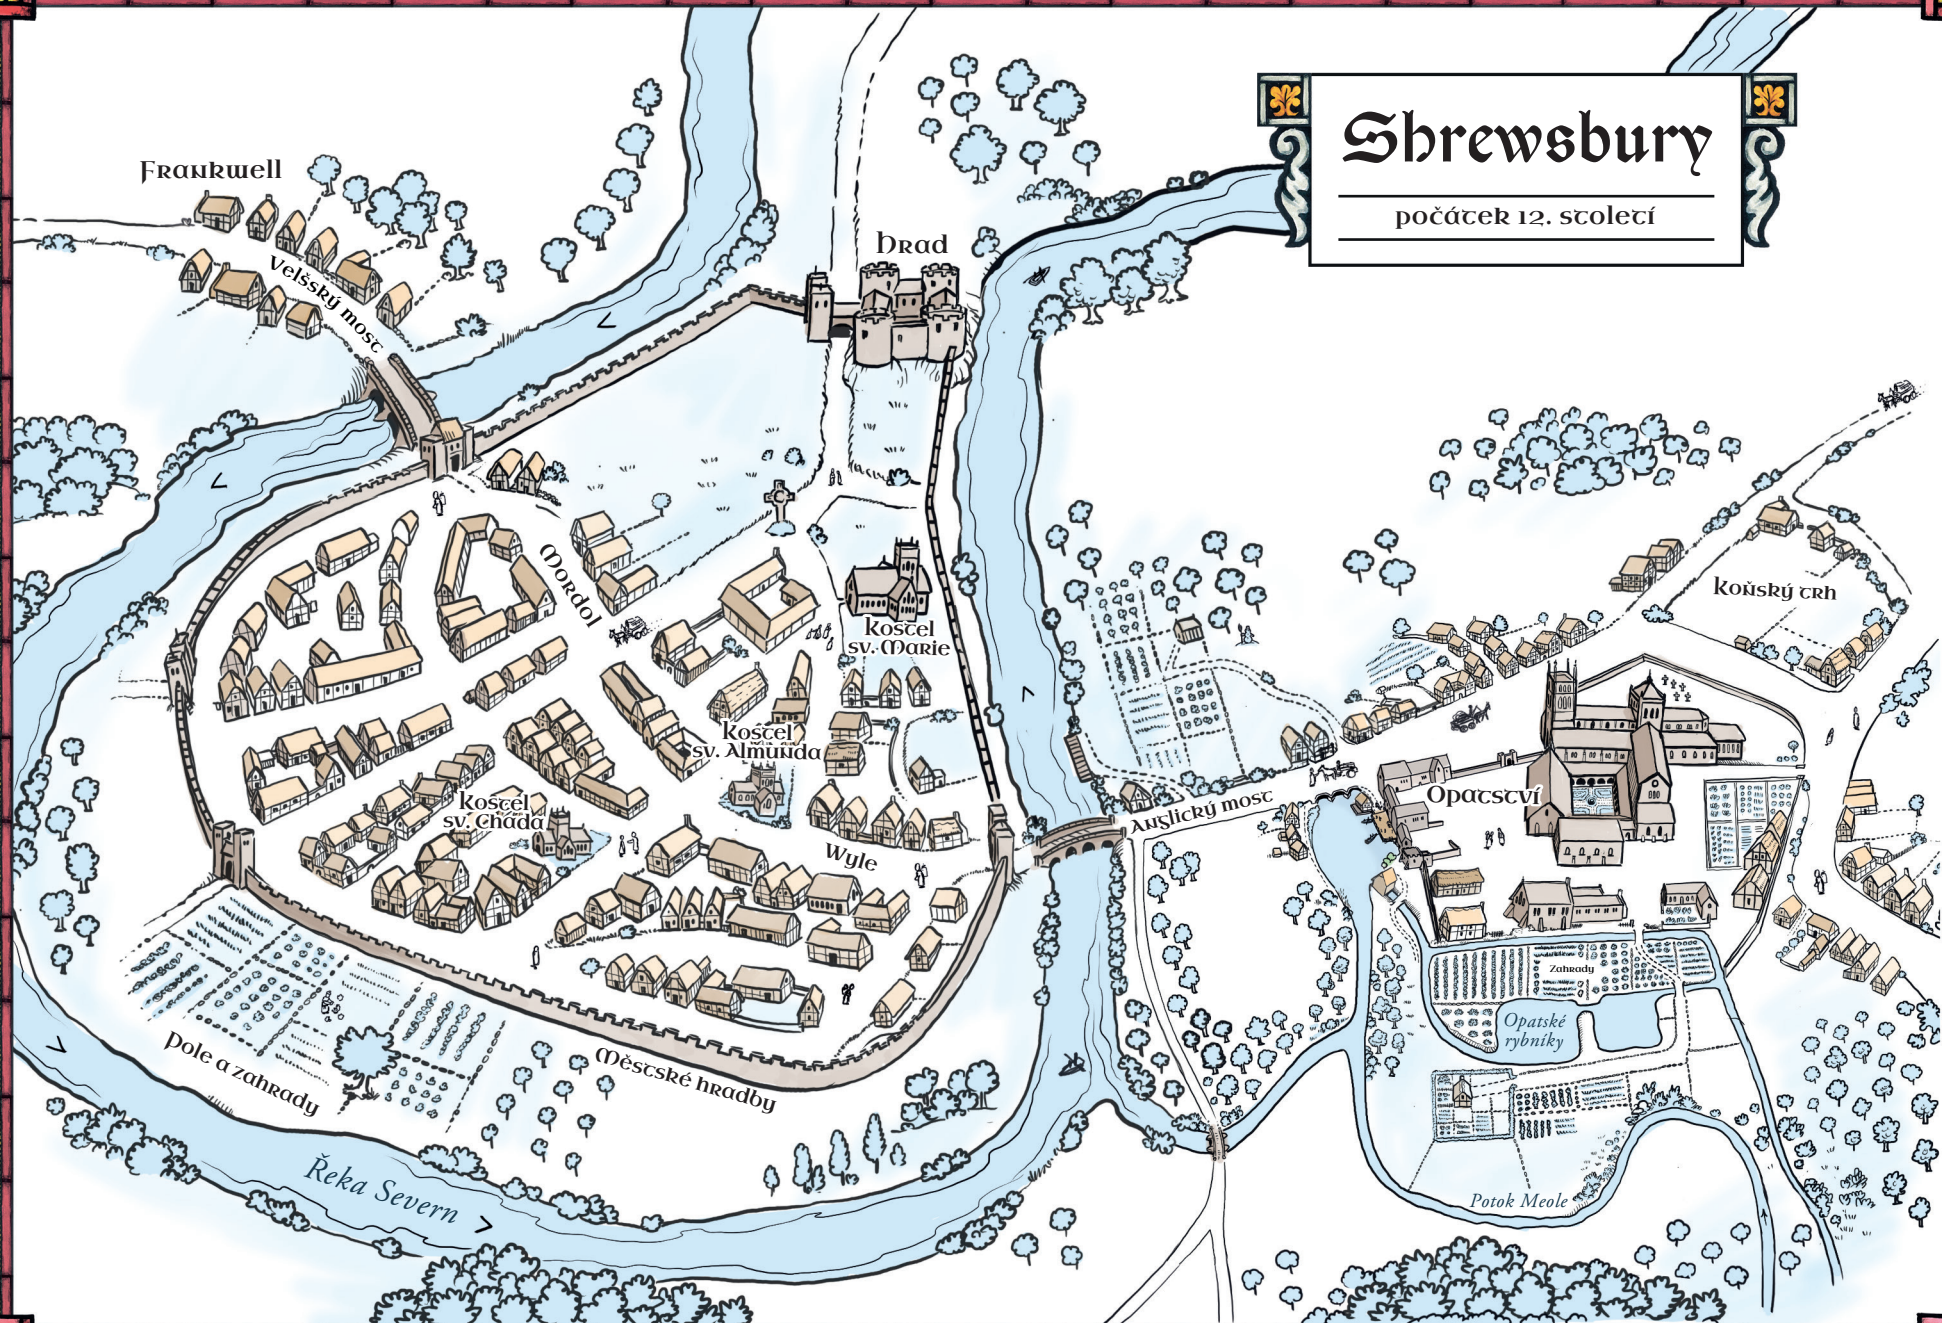 Shrewsbury
počátek 12. století
Frankwell
Velšský most
hrad
Mordol
kostel
sv. Marie
kostel
sv. Almunda
kostel
sv. Chada
Wyle
Anglický most
Opatství
Koňský trh
Zahrady
Opatské
rybníky
Pole a zahrady
Městské hradby
Řeka Severn
Potok Meole